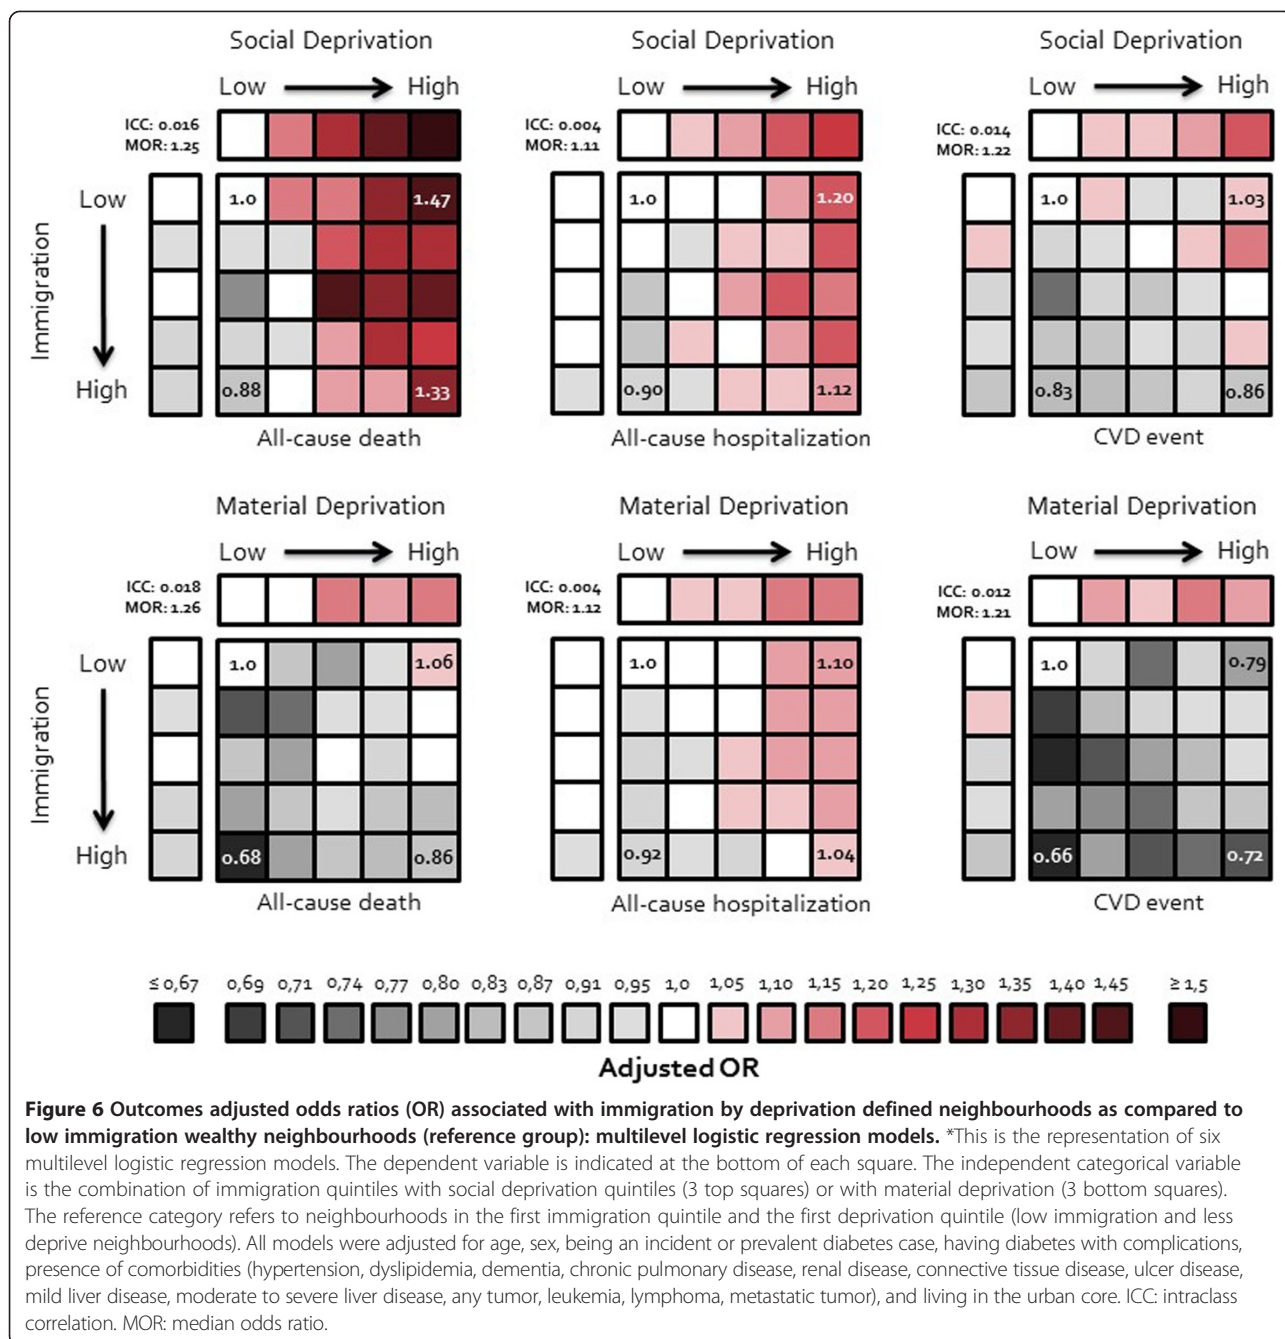 Social Deprivation
Low High
ICC: 0.016
MOR: 1.25
Immigration
Low
High
1.0 1.47
0.88 1.33
All-cause death
Social Deprivation
Low High
ICC: 0.004
MOR: 1.11
1.0 1.20
0.90 1.12
All-cause hospitalization
Social Deprivation
Low High
ICC: 0.014
MOR: 1.22
1.0 1.03
0.83 0.86
CVD event
Material Deprivation
Low High
ICC: 0.018
MOR: 1.26
Immigration
Low
High
1.0 1.06
0.68 0.86
All-cause death
Material Deprivation
Low High
ICC: 0.004
MOR: 1.12
1.0 1.10
0.92 1.04
All-cause hospitalization
Material Deprivation
Low High
ICC: 0.012
MOR: 1.21
1.0 0.79
0.66 0.72
CVD event
≤ 0,67 0,69 0,71 0,74 0,77 0,80 0,83 0,87 0,91 0,95 1,0 1,05 1,10 1,15 1,20 1,25 1,30 1,35 1,40 1,45 ≥ 1,5
Adjusted OR
Figure 6 Outcomes adjusted odds ratios (OR) associated with immigration by deprivation defined neighbourhoods as compared to
low immigration wealthy neighbourhoods (reference group): multilevel logistic regression models. *This is the representation of six
multilevel logistic regression models. The dependent variable is indicated at the bottom of each square. The independent categorical variable
is the combination of immigration quintiles with social deprivation quintiles (3 top squares) or with material deprivation (3 bottom squares).
The reference category refers to neighbourhoods in the first immigration quintile and the first deprivation quintile (low immigration and less
deprive neighbourhoods). All models were adjusted for age, sex, being an incident or prevalent diabetes case, having diabetes with complications,
presence of comorbidities (hypertension, dyslipidemia, dementia, chronic pulmonary disease, renal disease, connective tissue disease, ulcer disease,
mild liver disease, moderate to severe liver disease, any tumor, leukemia, lymphoma, metastatic tumor), and living in the urban core. ICC: intraclass
correlation. MOR: median odds ratio.